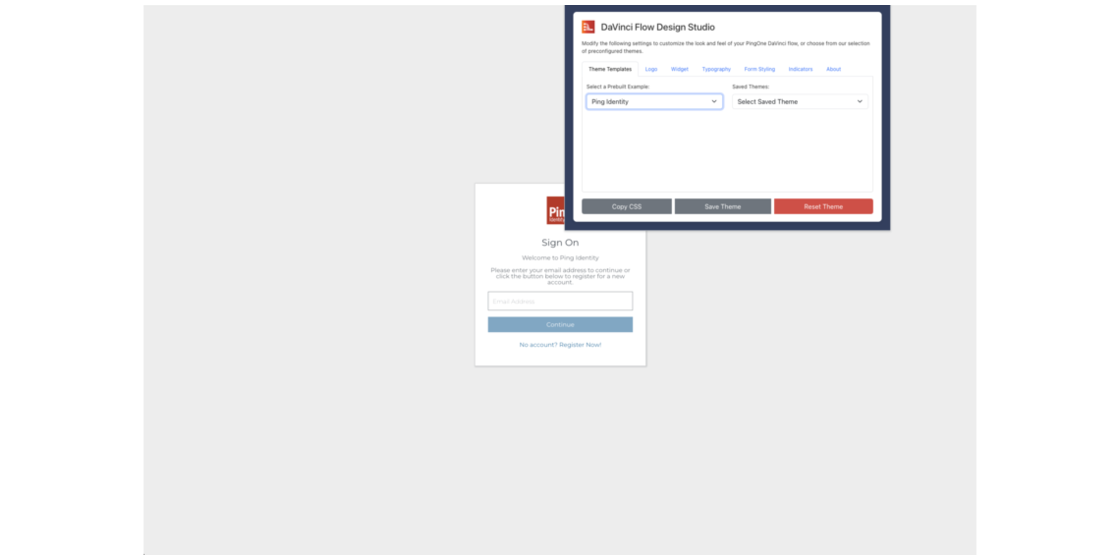 DaVinci Flow Design Studio
Modify the following settings to customize the look and feel of your PingOne DaVinci flow, or choose from our selection
of preconfigured themes.
Theme Templates Logo Widget Typography Form Styling Indicators About
Select a Prebuilt Example: Saved Themes:
Ping Identity Select Saved Theme
Copy CSS Save Theme Reset Theme
Pin
Identity
Sign On
Welcome to Ping Identity
Please enter your email address to continue or
click the button below to register for a new
account.
Email Address
Continue
No account? Register Now!